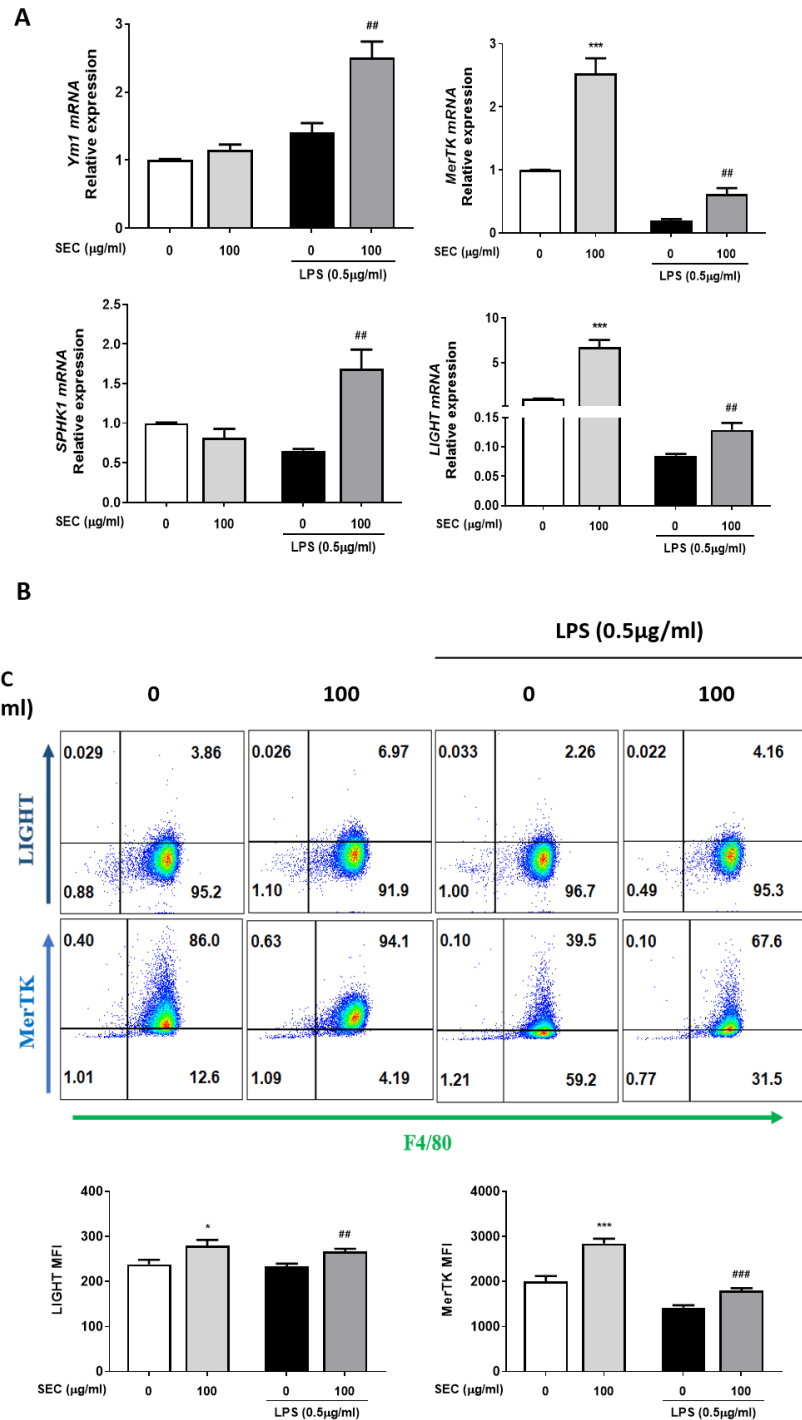 A
Ym1 mRNA
Relative expression
3
2
1
0
##
SEC (µg/ml)
0 100 0 100
LPS (0.5µg/ml)
MerTK mRNA
Relative expression
3
2
1
0
***
##
SEC (µg/ml)
0 100 0 100
LPS (0.5µg/ml)
SPHK1 mRNA
Relative expression
2.5
2.0
1.5
1.0
0.5
0.0
##
SEC (µg/ml)
0 100 0 100
LPS (0.5µg/ml)
LIGHT mRNA
Relative expression
10
5
0.15
0.10
0.05
0.00
***
##
SEC (µg/ml)
0 100 0 100
LPS (0.5µg/ml)
B
LPS (0.5µg/ml)
C
ml)
0 100 0 100
LIGHT
0.029 3.86 0.026 6.97 0.033 2.26 0.022 4.16
0.88 95.2 1.10 91.9 1.00 96.7 0.49 95.3
MerTK
0.40 86.0 0.63 94.1 0.10 39.5 0.10 67.6
1.01 12.6 1.09 4.19 1.21 59.2 0.77 31.5
F4/80
LIGHT MFI
400
300
200
100
0
*
##
SEC (µg/ml)
0 100 0 100
LPS (0.5µg/ml)
MerTK MFI
4000
3000
2000
1000
0
***
###
SEC (µg/ml)
0 100 0 100
LPS (0.5µg/ml)